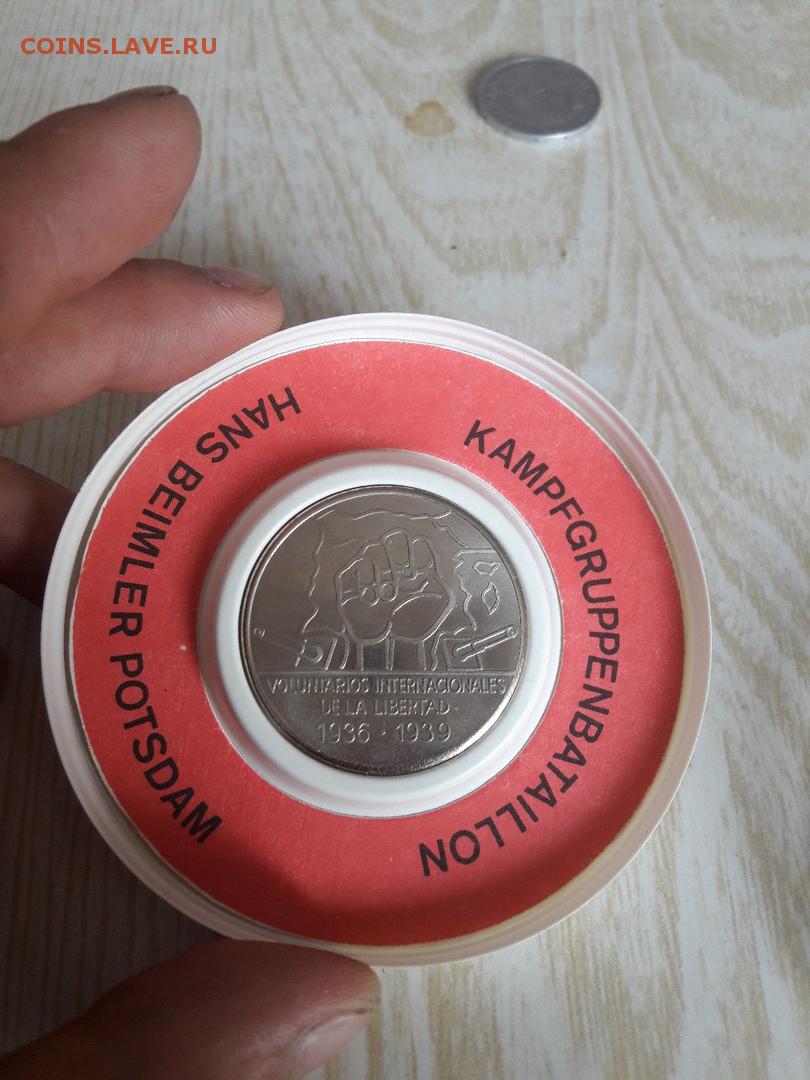 COINS.LAVE.RU
KAMPFGRUPPENBATAILLON
HANS BEIMLER POTSDAM
VOLUNTARIOS INTERNACIONALES
DE LA LIBERTAD
1936 · 1939